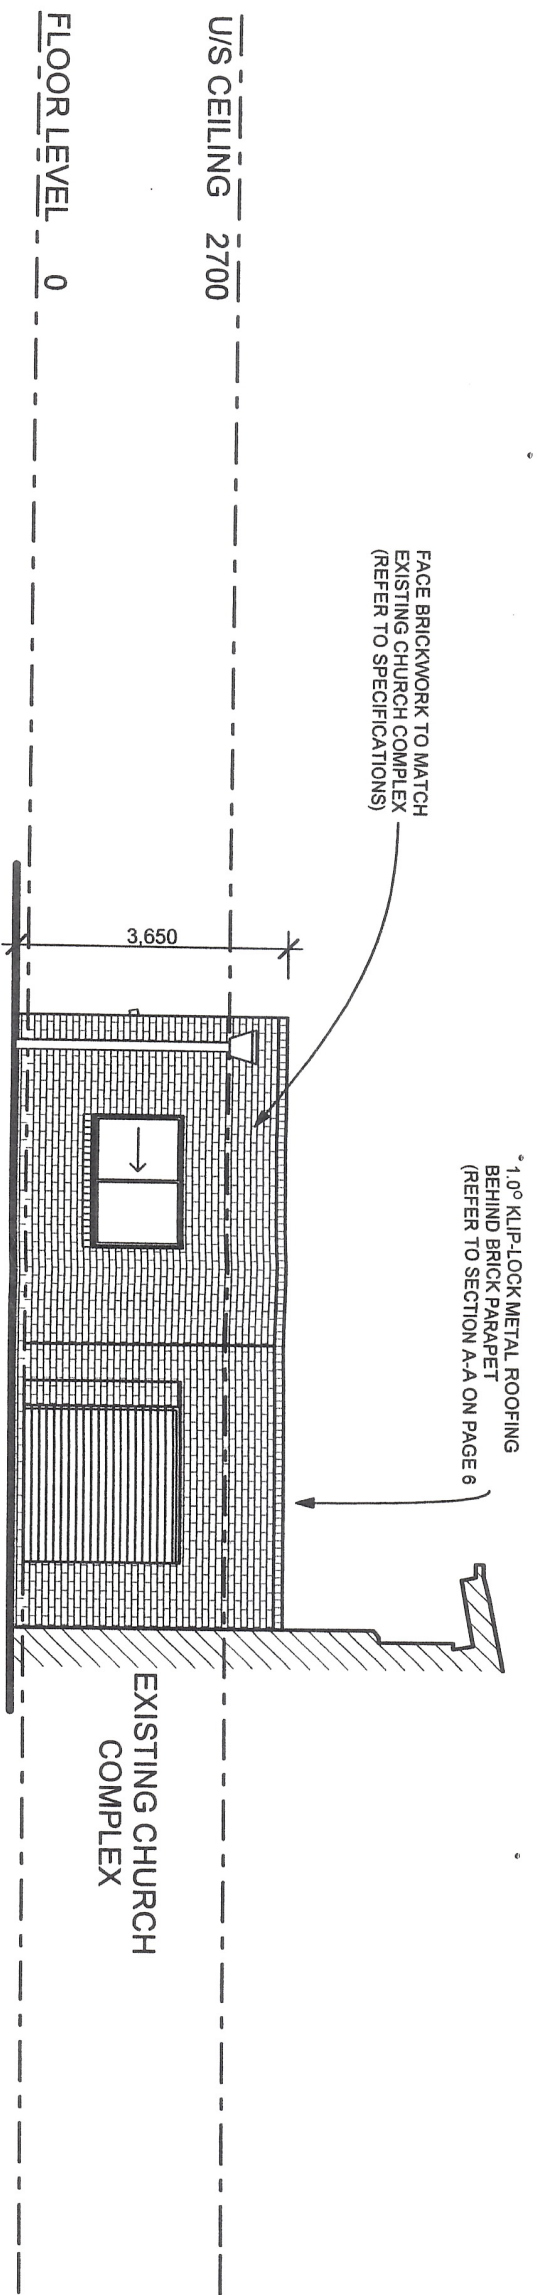 U/S CEILING 2700
FLOOR LEVEL 0
FACE BRICKWORK TO MATCH
EXISTING CHURCH COMPLEX
(REFER TO SPECIFICATIONS)
3,650
1.0° KLIP-LOCK METAL ROOFING
BEHIND BRICK PARAPET
(REFER TO SECTION A-A ON PAGE 6
EXISTING CHURCH
COMPLEX